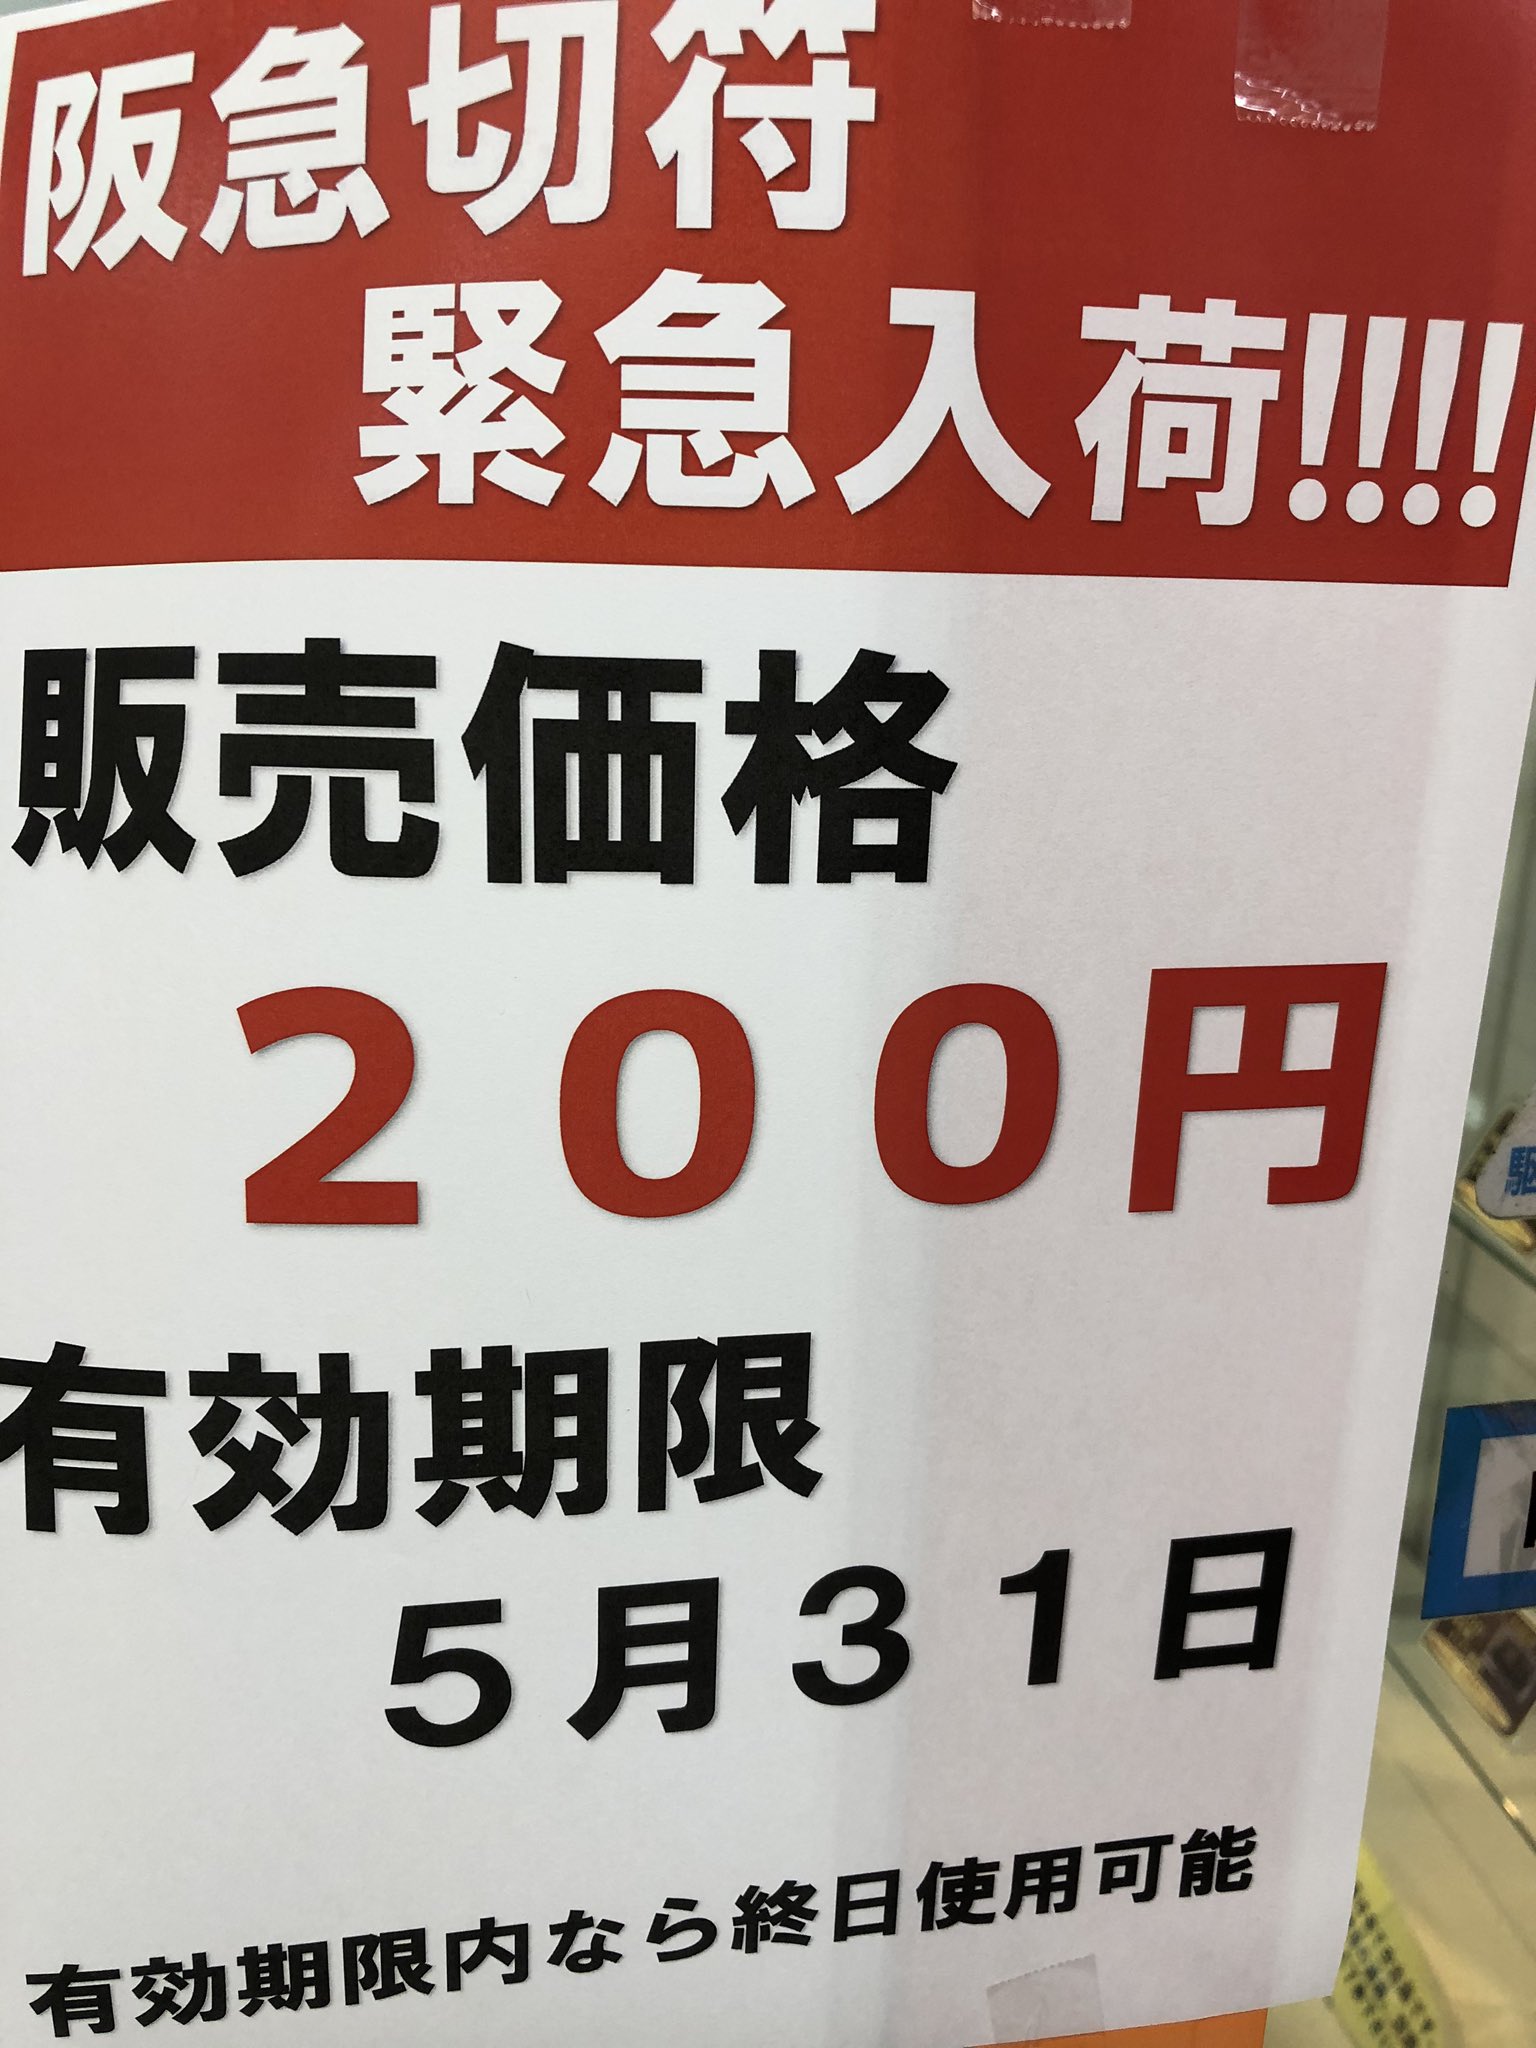 阪急切符
緊急入荷!!!!
販売価格
２００円
有効期限
５月３１日
有効期限内なら終日使用可能